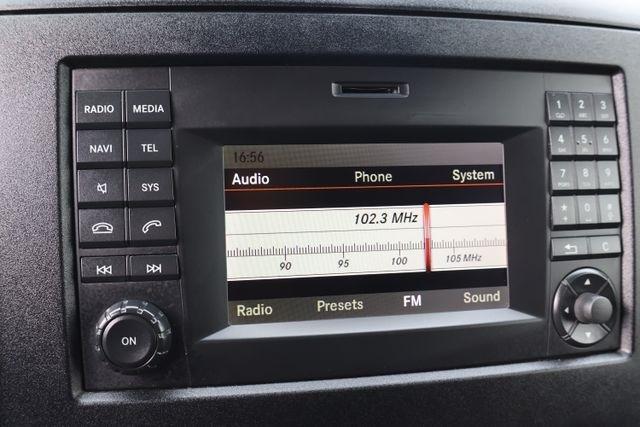 RADIO MEDIA
NAVI TEL
SYS
ON
16:56
Audio Phone System
102.3 MHz
90 95 100 105 MHz
Radio Presets FM Sound
1 2 3
4 5 6
7 8 9
* 0 #
C